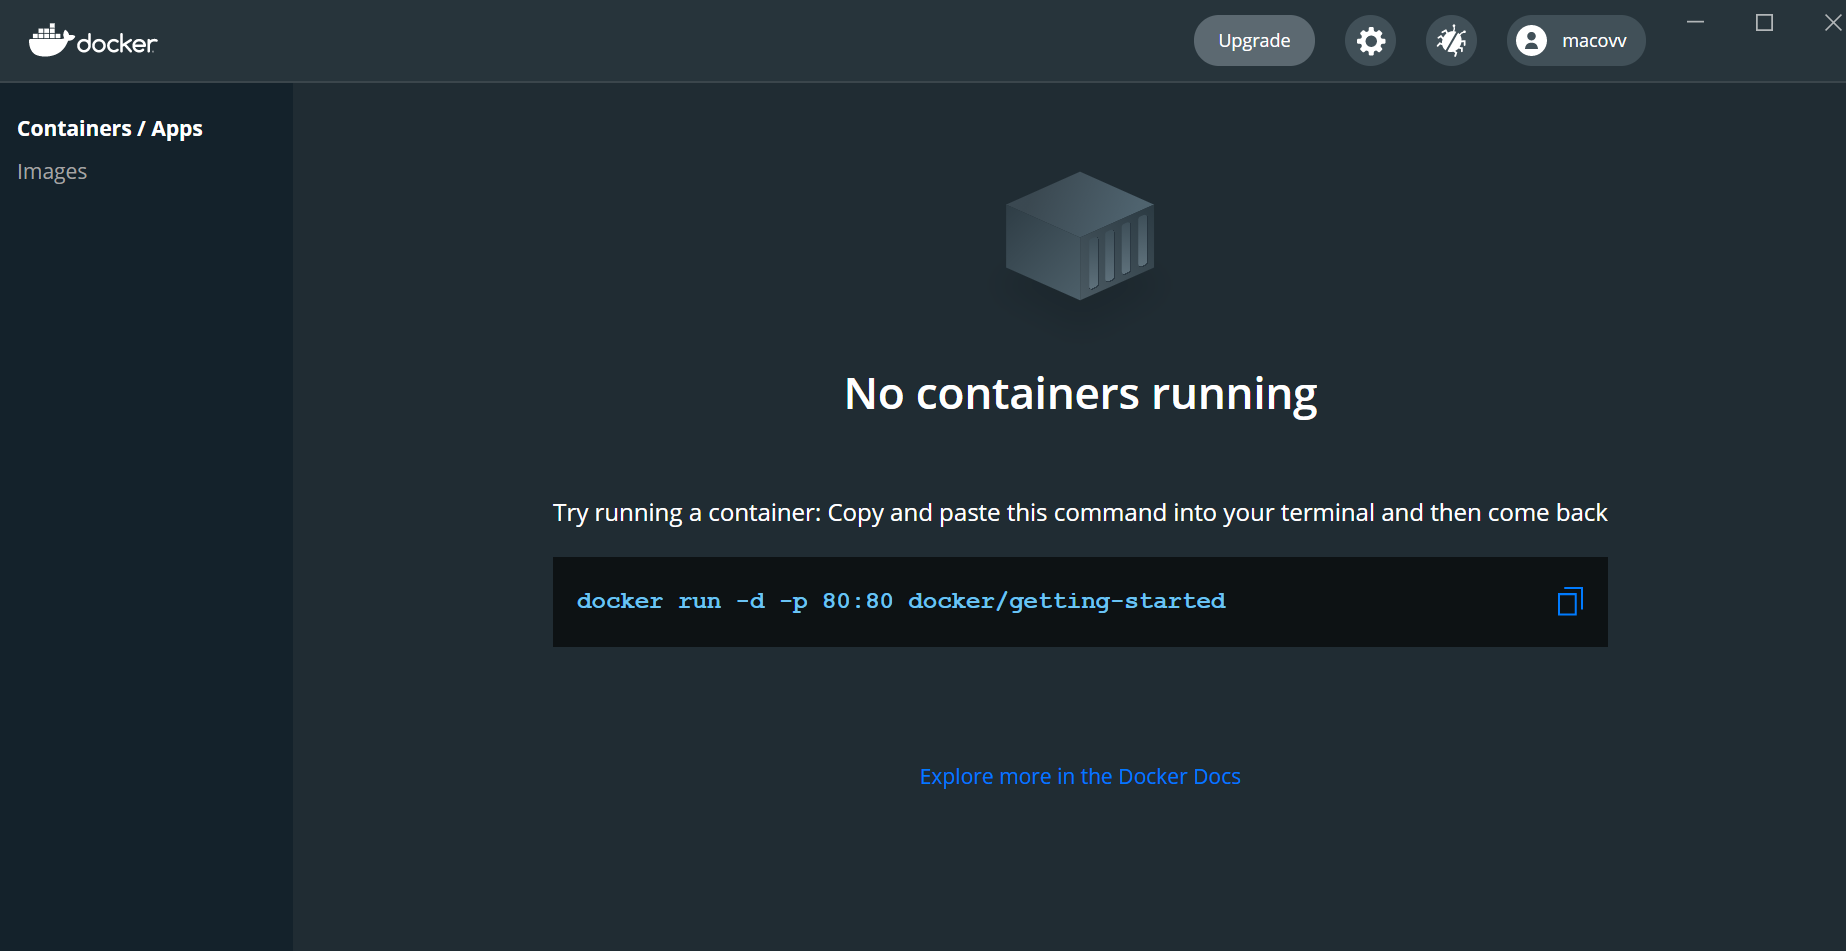 docker
Upgrade
macovv
Containers / Apps
Images
No containers running
Try running a container: Copy and paste this command into your terminal and then come back
docker run -d -p 80:80 docker/getting-started
Explore more in the Docker Docs